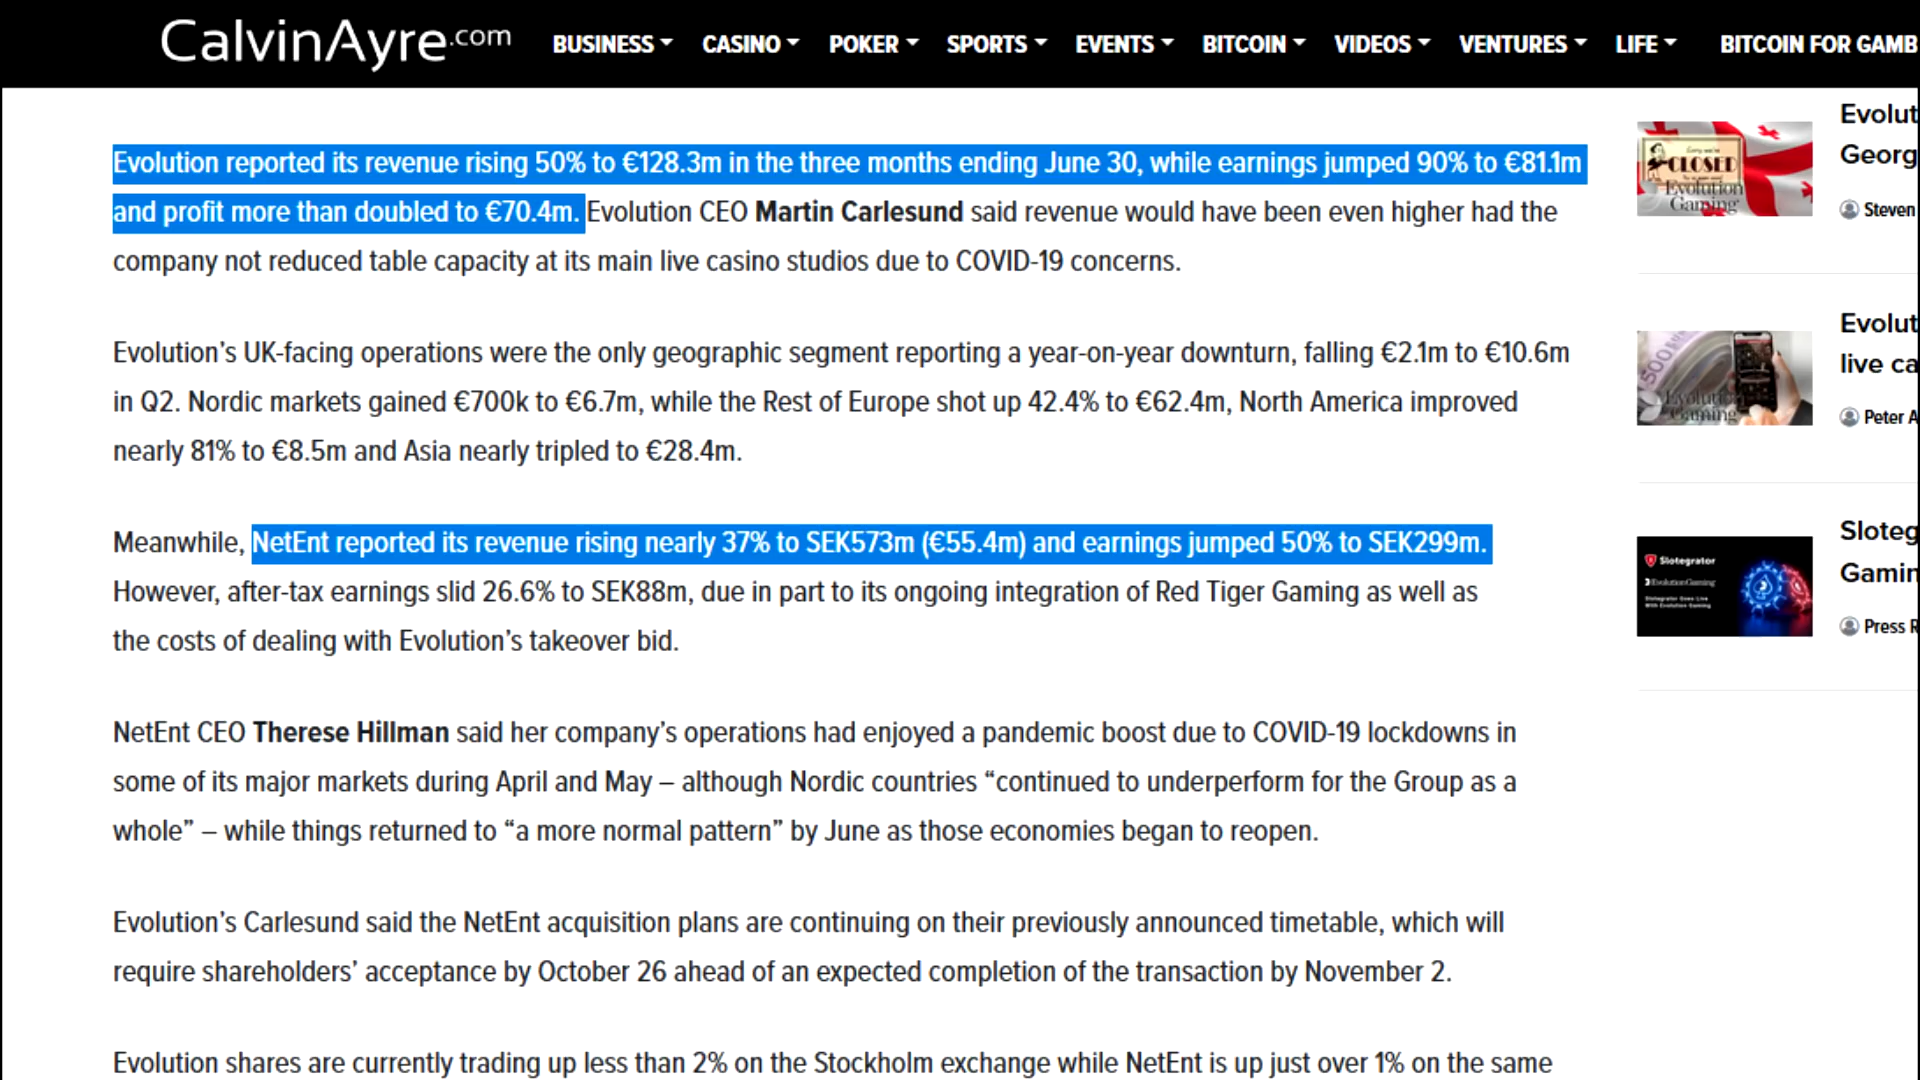 CalvinAyre.com BUSINESS CASINO POKER SPORTS EVENTS BITCOIN VIDEOS VENTURES LIFE BITCOIN FOR GAMB
Evolution reported its revenue rising 50% to €128.3m in the three months ending June 30, while earnings jumped 90% to €81.1m
and profit more than doubled to €70.4m. Evolution CEO Martin Carlesund said revenue would have been even higher had the
company not reduced table capacity at its main live casino studios due to COVID-19 concerns.
Evolution’s UK-facing operations were the only geographic segment reporting a year-on-year downturn, falling €2.1m to €10.6m
in Q2. Nordic markets gained €700k to €6.7m, while the Rest of Europe shot up 42.4% to €62.4m, North America improved
nearly 81% to €8.5m and Asia nearly tripled to €28.4m.
Meanwhile, NetEnt reported its revenue rising nearly 37% to SEK573m (€55.4m) and earnings jumped 50% to SEK299m.
However, after-tax earnings slid 26.6% to SEK88m, due in part to its ongoing integration of Red Tiger Gaming as well as
the costs of dealing with Evolution’s takeover bid.
NetEnt CEO Therese Hillman said her company’s operations had enjoyed a pandemic boost due to COVID-19 lockdowns in
some of its major markets during April and May – although Nordic countries “continued to underperform for the Group as a
whole” – while things returned to “a more normal pattern” by June as those economies began to reopen.
Evolution’s Carlesund said the NetEnt acquisition plans are continuing on their previously announced timetable, which will
require shareholders’ acceptance by October 26 ahead of an expected completion of the transaction by November 2.
Evolution shares are currently trading up less than 2% on the Stockholm exchange while NetEnt is up just over 1% on the same
CLOSED
Evolution
Gaming
Evolut
Georg
Steven
500
Evolution
Gaming
Evolut
live ca
Peter A
Slotegrator
EvolutionGaming
Slotegrator Goes Live
With Evolution Gaming
Sloteg
Gamin
Press R